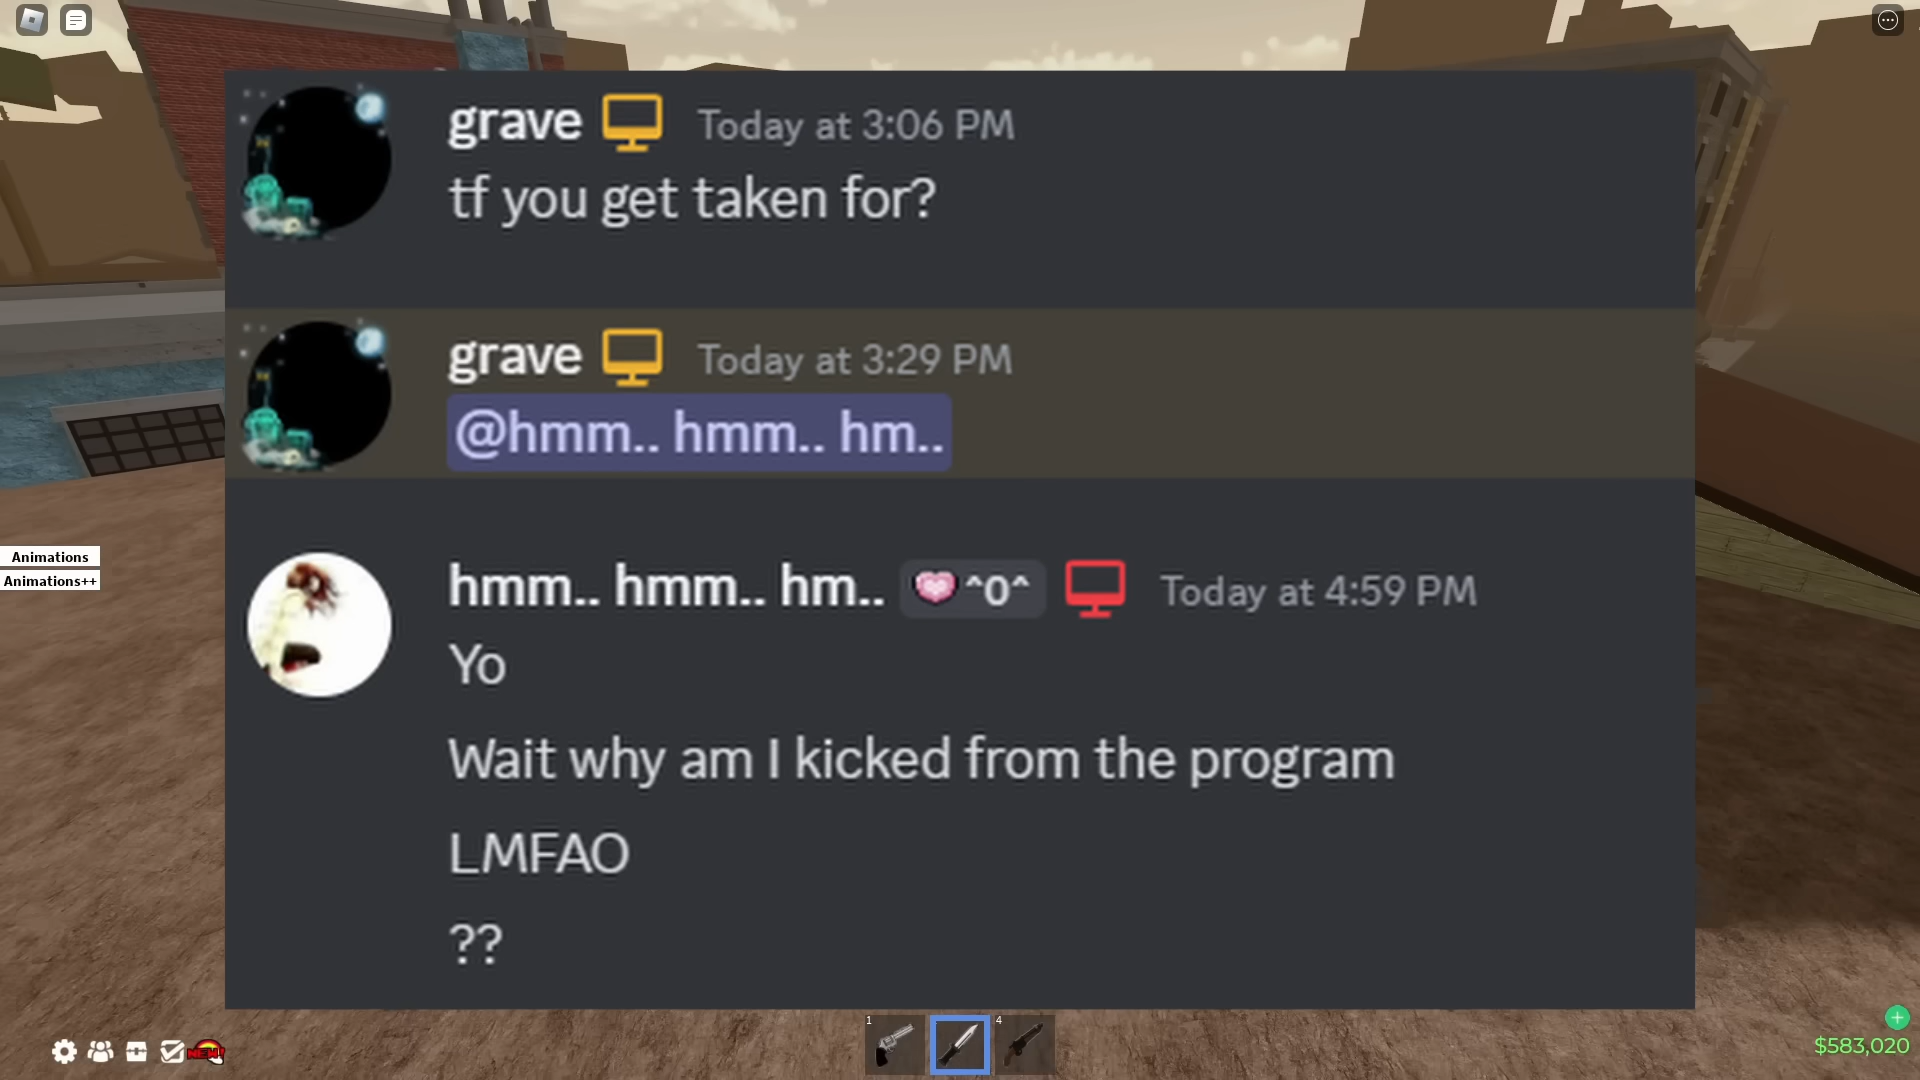 grave Today at 3:06 PM
tf you get taken for?
grave Today at 3:29 PM
@hmm.. hmm.. hm..
Animations
Animations++
hmm.. hmm.. hm.. ^0^ Today at 4:59 PM
Yo
Wait why am I kicked from the program
LMFAO
??
1
4
NEW!
$583,020